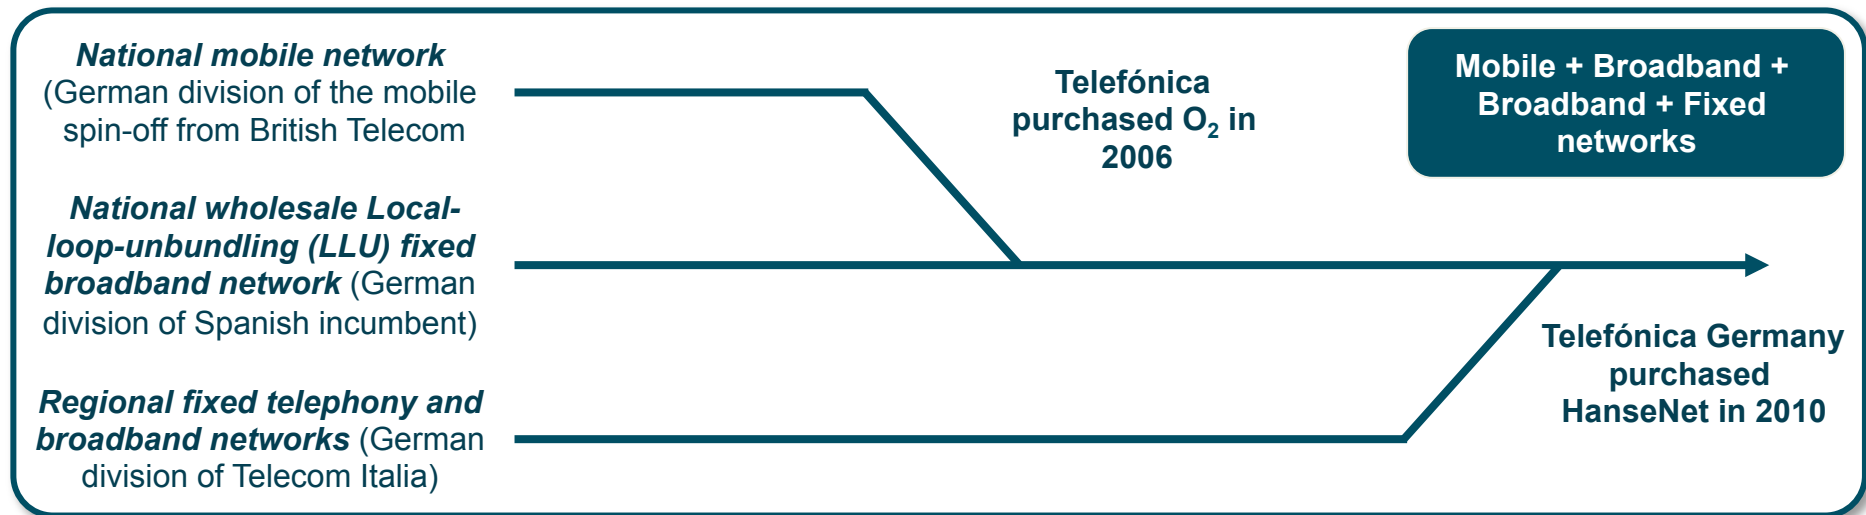 National mobile network
(German division of the mobile
spin-off from British Telecom
National wholesale Local-
loop-unbundling (LLU) fixed
broadband network (German
division of Spanish incumbent)
Regional fixed telephony and
broadband networks (German
division of Telecom Italia)
Telefónica
purchased O₂ in
2006
Mobile + Broadband +
Broadband + Fixed
networks
Telefónica Germany
purchased
HanseNet in 2010